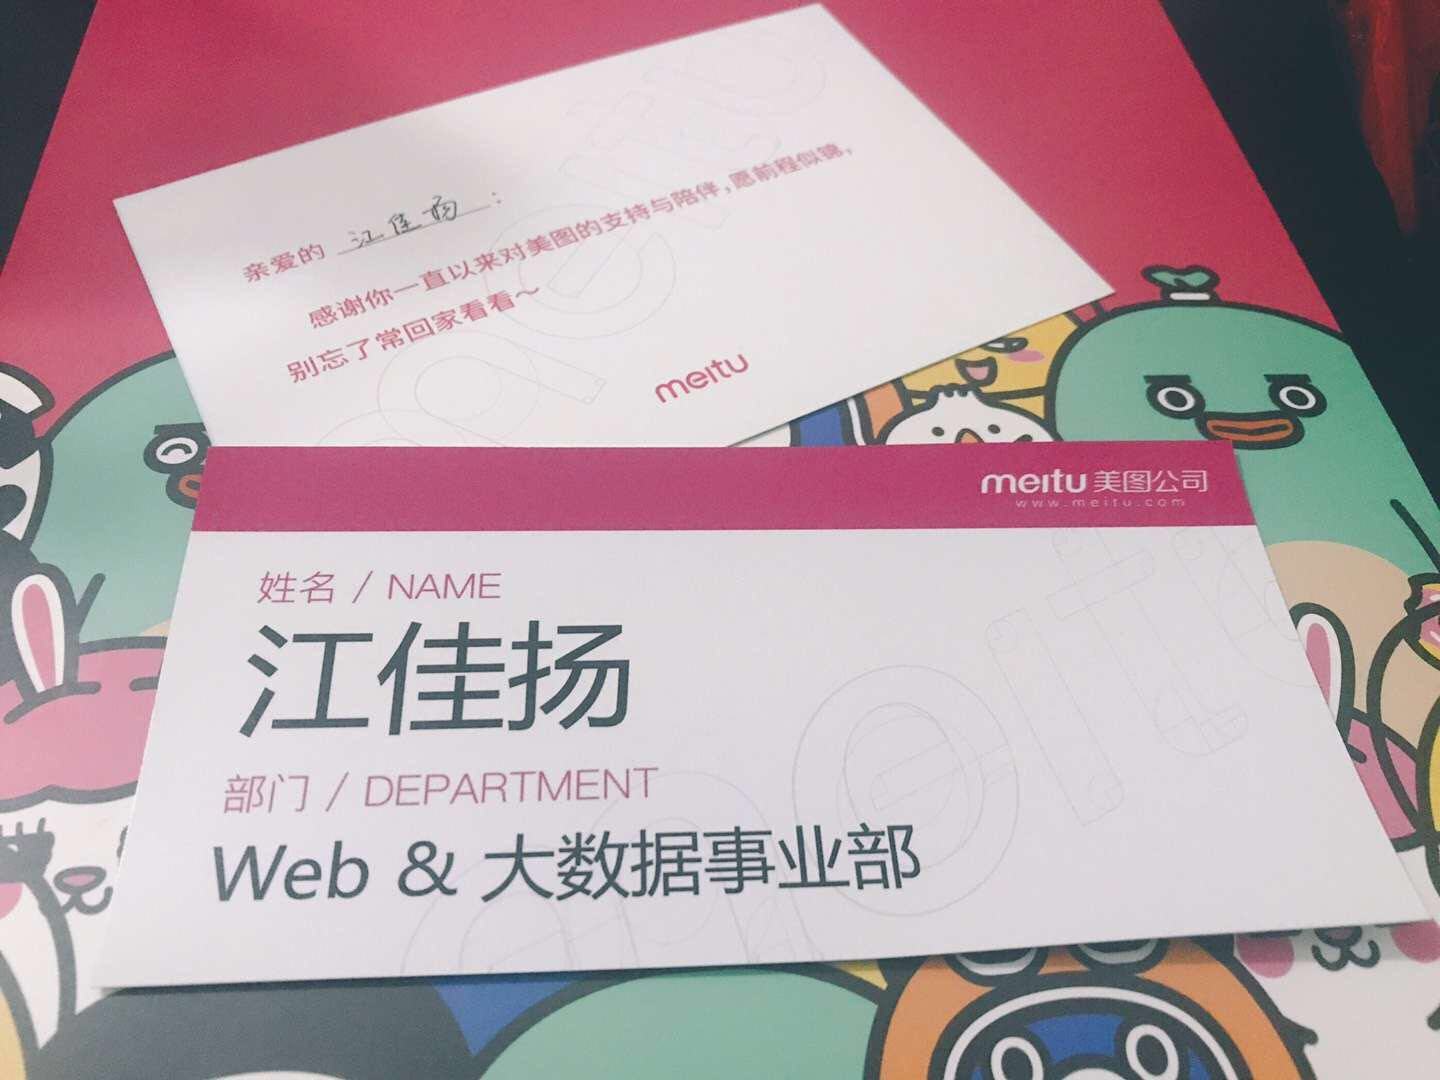 亲爱的 江佳扬：
感谢你一直以来对美图的支持与陪伴，愿前程似锦，
别忘了常回家看看～
meitu
meitu 美图公司
www.meitu.com
姓名 / NAME
江佳扬
部门 / DEPARTMENT
Web & 大数据事业部